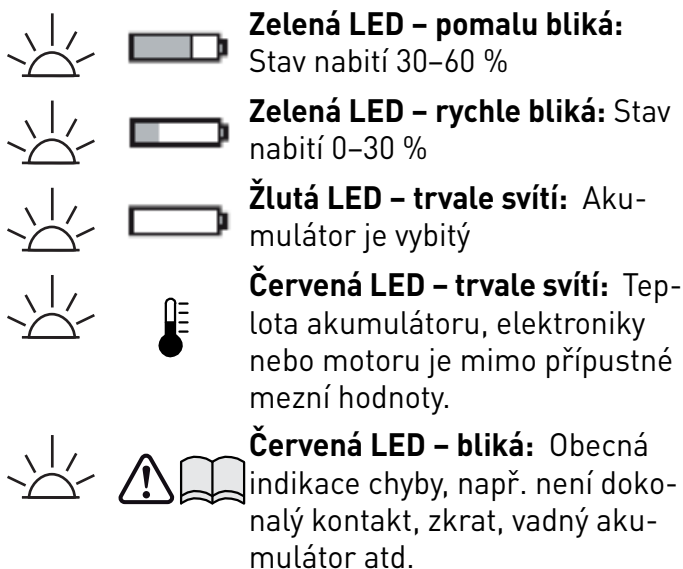 Zelená LED – pomalu bliká:
Stav nabití 30–60 %
Zelená LED – rychle bliká: Stav
nabití 0–30 %
Žlutá LED – trvale svítí: Aku-
mulátor je vybitý
Červená LED – trvale svítí: Tep-
lota akumulátoru, elektroniky
nebo motoru je mimo přípustné
mezní hodnoty.
Červená LED – bliká: Obecná
indikace chyby, např. není doko-
nalý kontakt, zkrat, vadný aku-
mulátor atd.